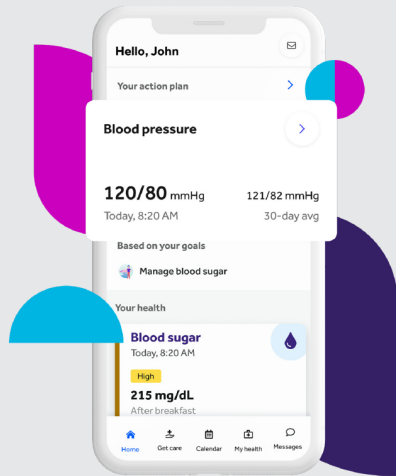 Hello, John
Your action plan
Blood pressure
120/80 mmHg
121/82 mmHg
Today, 8:20 AM
30-day avg
Based on your goals
Manage blood sugar
Your health
Blood sugar
Today, 8:20 AM
High
215 mg/dL
After breakfast
Home
Get care
Calendar
My health
Messages